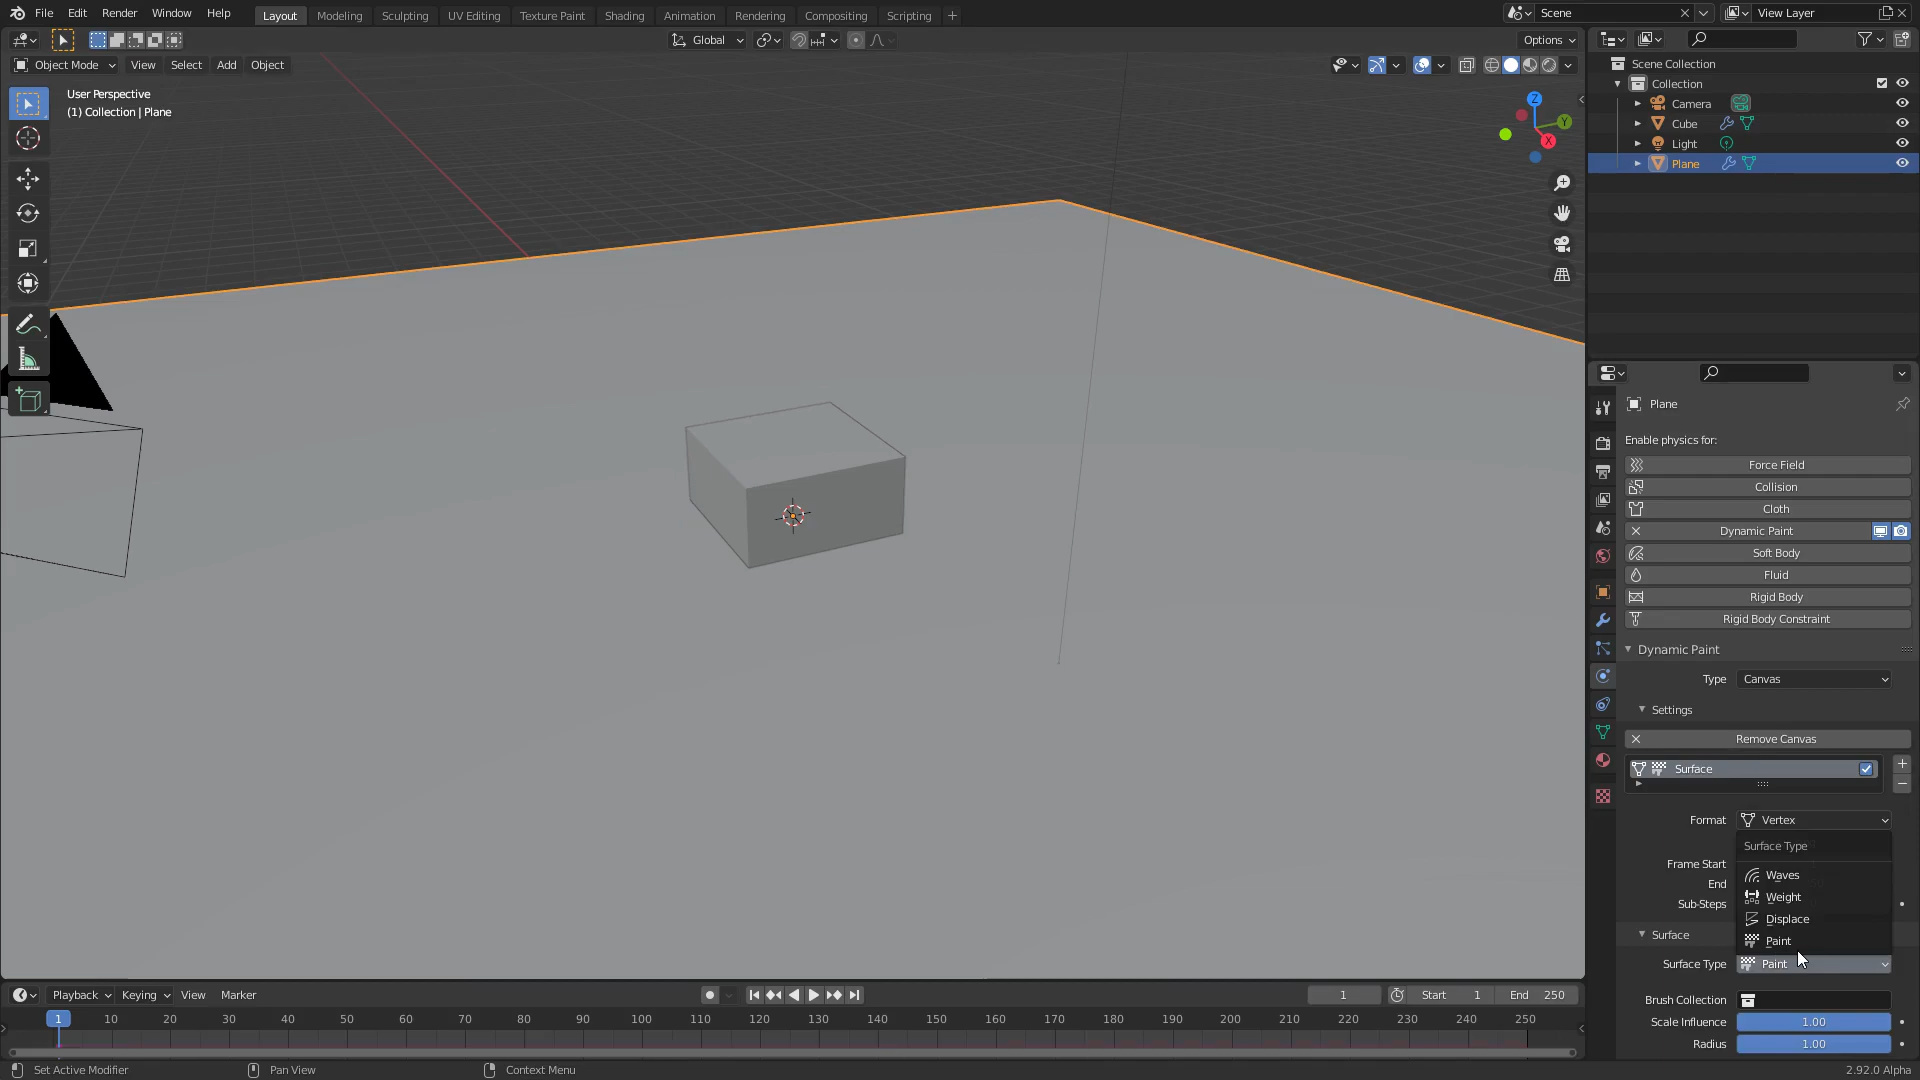 File Edit Render Window Help Layout Modeling Sculpting UV Editing Texture Paint Shading Animation Rendering Compositing Scripting + Scene View Layer
Global Options
Object Mode View Select Add Object
User Perspective
(1) Collection | Plane
Z
Y
X
Scene Collection
Collection
Camera
Cube
Light
Plane
Plane
Enable physics for:
Force Field
Collision
Cloth
Dynamic Paint
Soft Body
Fluid
Rigid Body
Rigid Body Constraint
Dynamic Paint
Type Canvas
Settings
Remove Canvas
Surface
Format Vertex
Surface Type
Frame Start
Waves
End
Weight
Sub-Steps
Displace
Surface
Paint
Surface Type Paint
Brush Collection
Scale Influence 1.00
Radius 1.00
Playback Keying View Marker 1 Start 1 End 250
1 10 20 30 40 50 60 70 80 90 100 110 120 130 140 150 160 170 180 190 200 210 220 230 240 250
Set Active Modifier Pan View Context Menu 2.92.0 Alpha